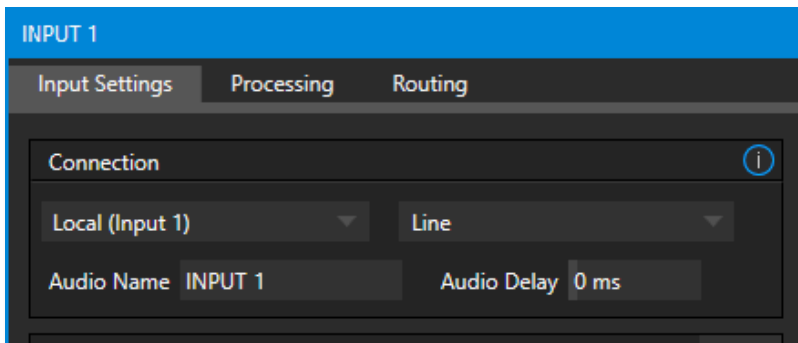 INPUT 1
Input Settings Processing Routing
Connection
Local (Input 1) Line
Audio Name INPUT 1 Audio Delay 0 ms